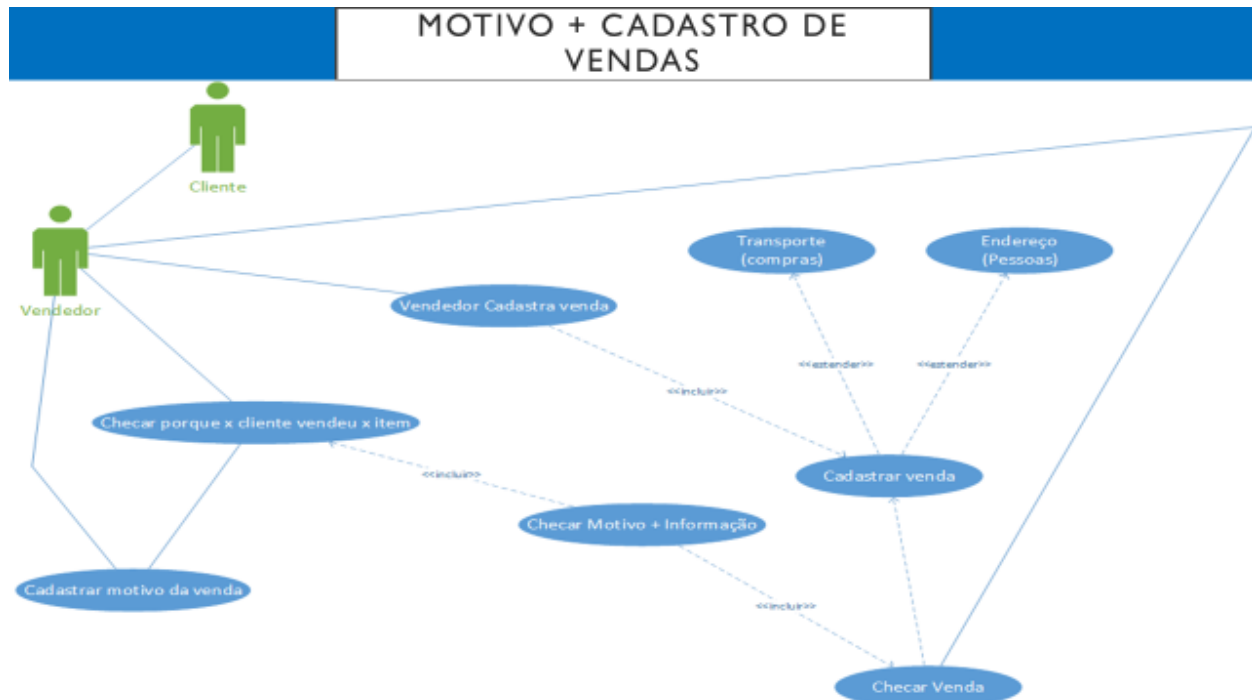 MOTIVO + CADASTRO DE
VENDAS
Cliente
Vendedor
Transporte
(compras)
Endereço
(Pessoas)
Vendedor Cadastra venda
<<estender>>
<<estender>>
<<incluir>>
Checar porque x cliente vendeu x item
<<incluir>>
Cadastrar venda
Checar Motivo + Informação
Cadastrar motivo da venda
<<incluir>>
Checar Venda